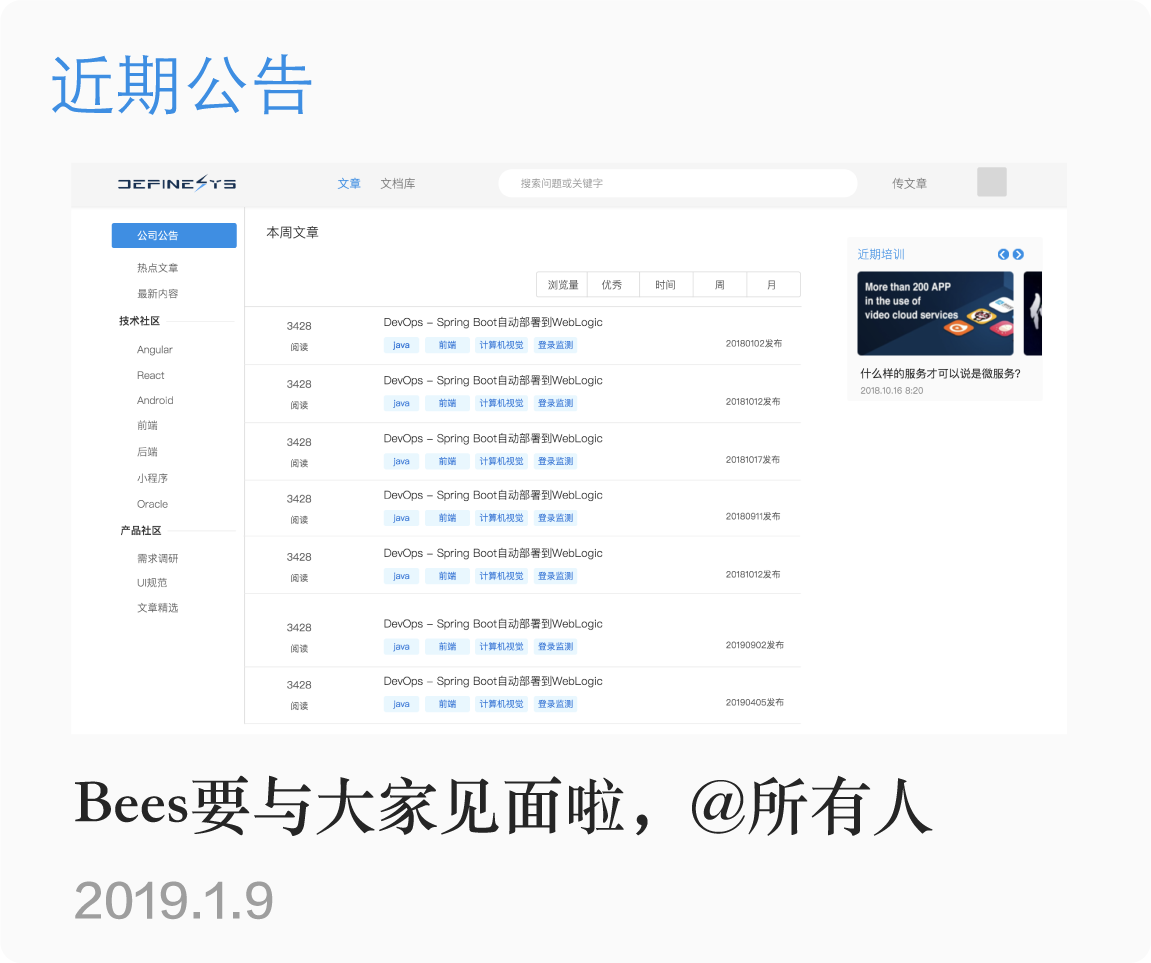 近期公告
DEFINESYS
文章
文档库
搜索问题或关键字
传文章
公司公告
热点文章
最新内容
技术社区
Angular
React
Android
前端
后端
小程序
Oracle
产品社区
需求调研
UI规范
文章精选
本周文章
浏览量 优秀 时间 周 月
3428
阅读
DevOps – Spring Boot自动部署到WebLogic
java 前端 计算机视觉 登录监测
20180102发布
3428
阅读
DevOps – Spring Boot自动部署到WebLogic
java 前端 计算机视觉 登录监测
20181012发布
3428
阅读
DevOps – Spring Boot自动部署到WebLogic
java 前端 计算机视觉 登录监测
20181017发布
3428
阅读
DevOps – Spring Boot自动部署到WebLogic
java 前端 计算机视觉 登录监测
20180911发布
3428
阅读
DevOps – Spring Boot自动部署到WebLogic
java 前端 计算机视觉 登录监测
20181012发布
3428
阅读
DevOps – Spring Boot自动部署到WebLogic
java 前端 计算机视觉 登录监测
20190902发布
3428
阅读
DevOps – Spring Boot自动部署到WebLogic
java 前端 计算机视觉 登录监测
20190405发布
近期培训
More than 200 APP
in the use of
video cloud services
什么样的服务才可以说是微服务?
2018.10.16 8:20
Bees要与大家见面啦，@所有人
2019.1.9